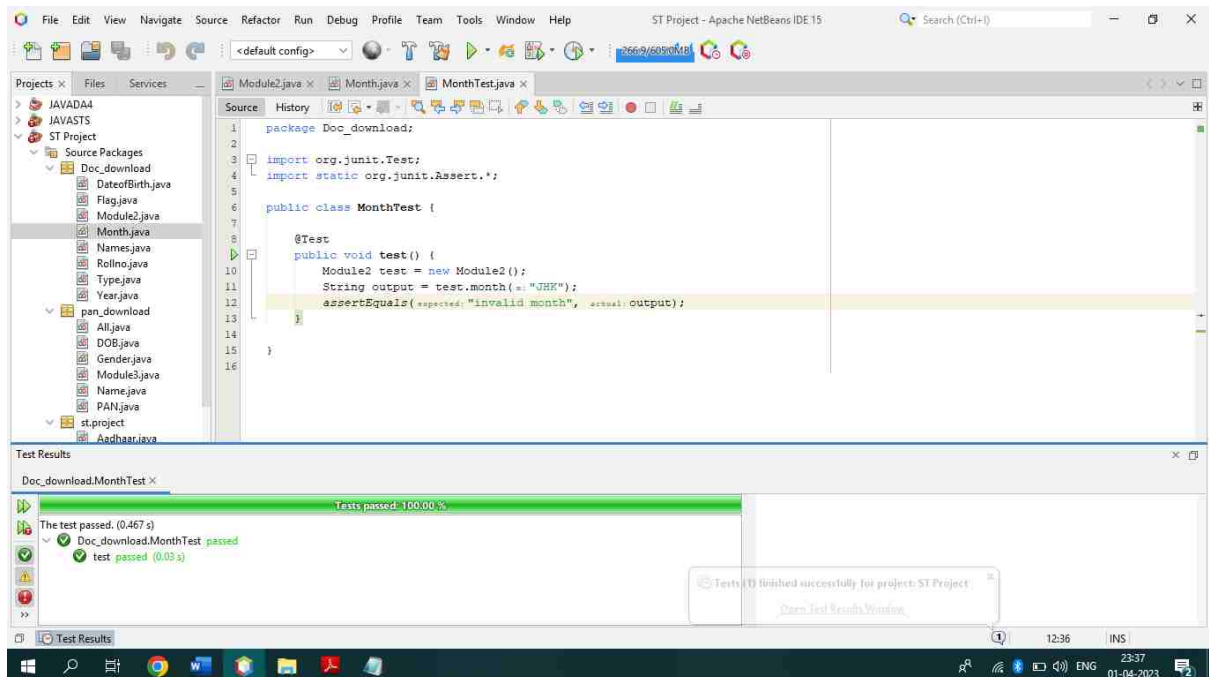 File Edit View Navigate Source Refactor Run Debug Profile Team Tools Window Help ST Project - Apache NetBeans IDE 15 Search (Ctrl+I)
<default config> 266.9/605.0MB
Projects × Files Services
Module2.java × Month.java × MonthTest.java ×
JAVADA4
JAVASTS
ST Project
Source Packages
Doc_download
DateofBirth.java
Flag.java
Module2.java
Month.java
Names.java
Rollno.java
Type.java
Year.java
pan_download
All.java
DOB.java
Gender.java
Module3.java
Name.java
PAN.java
st.project
Aadhaar.java
Source History
1 package Doc_download;
2
3 import org.junit.Test;
4 import static org.junit.Assert.*;
5
6 public class MonthTest {
7
8 @Test
public void test() {
10 Module2 test = new Module2();
11 String output = test.month(s: "JHK");
12 assertEquals(expected: "invalid month", actual: output);
13 }
14
15 }
16
Test Results
Doc_download.MonthTest ×
Tests passed: 100.00 %
The test passed. (0.467 s)
Doc_download.MonthTest passed
test passed (0.03 s)
Tests (1) finished successfully for project: ST Project
Open Test Results Window
Test Results 1 12:36 INS
ENG 23:37
01-04-2023 2